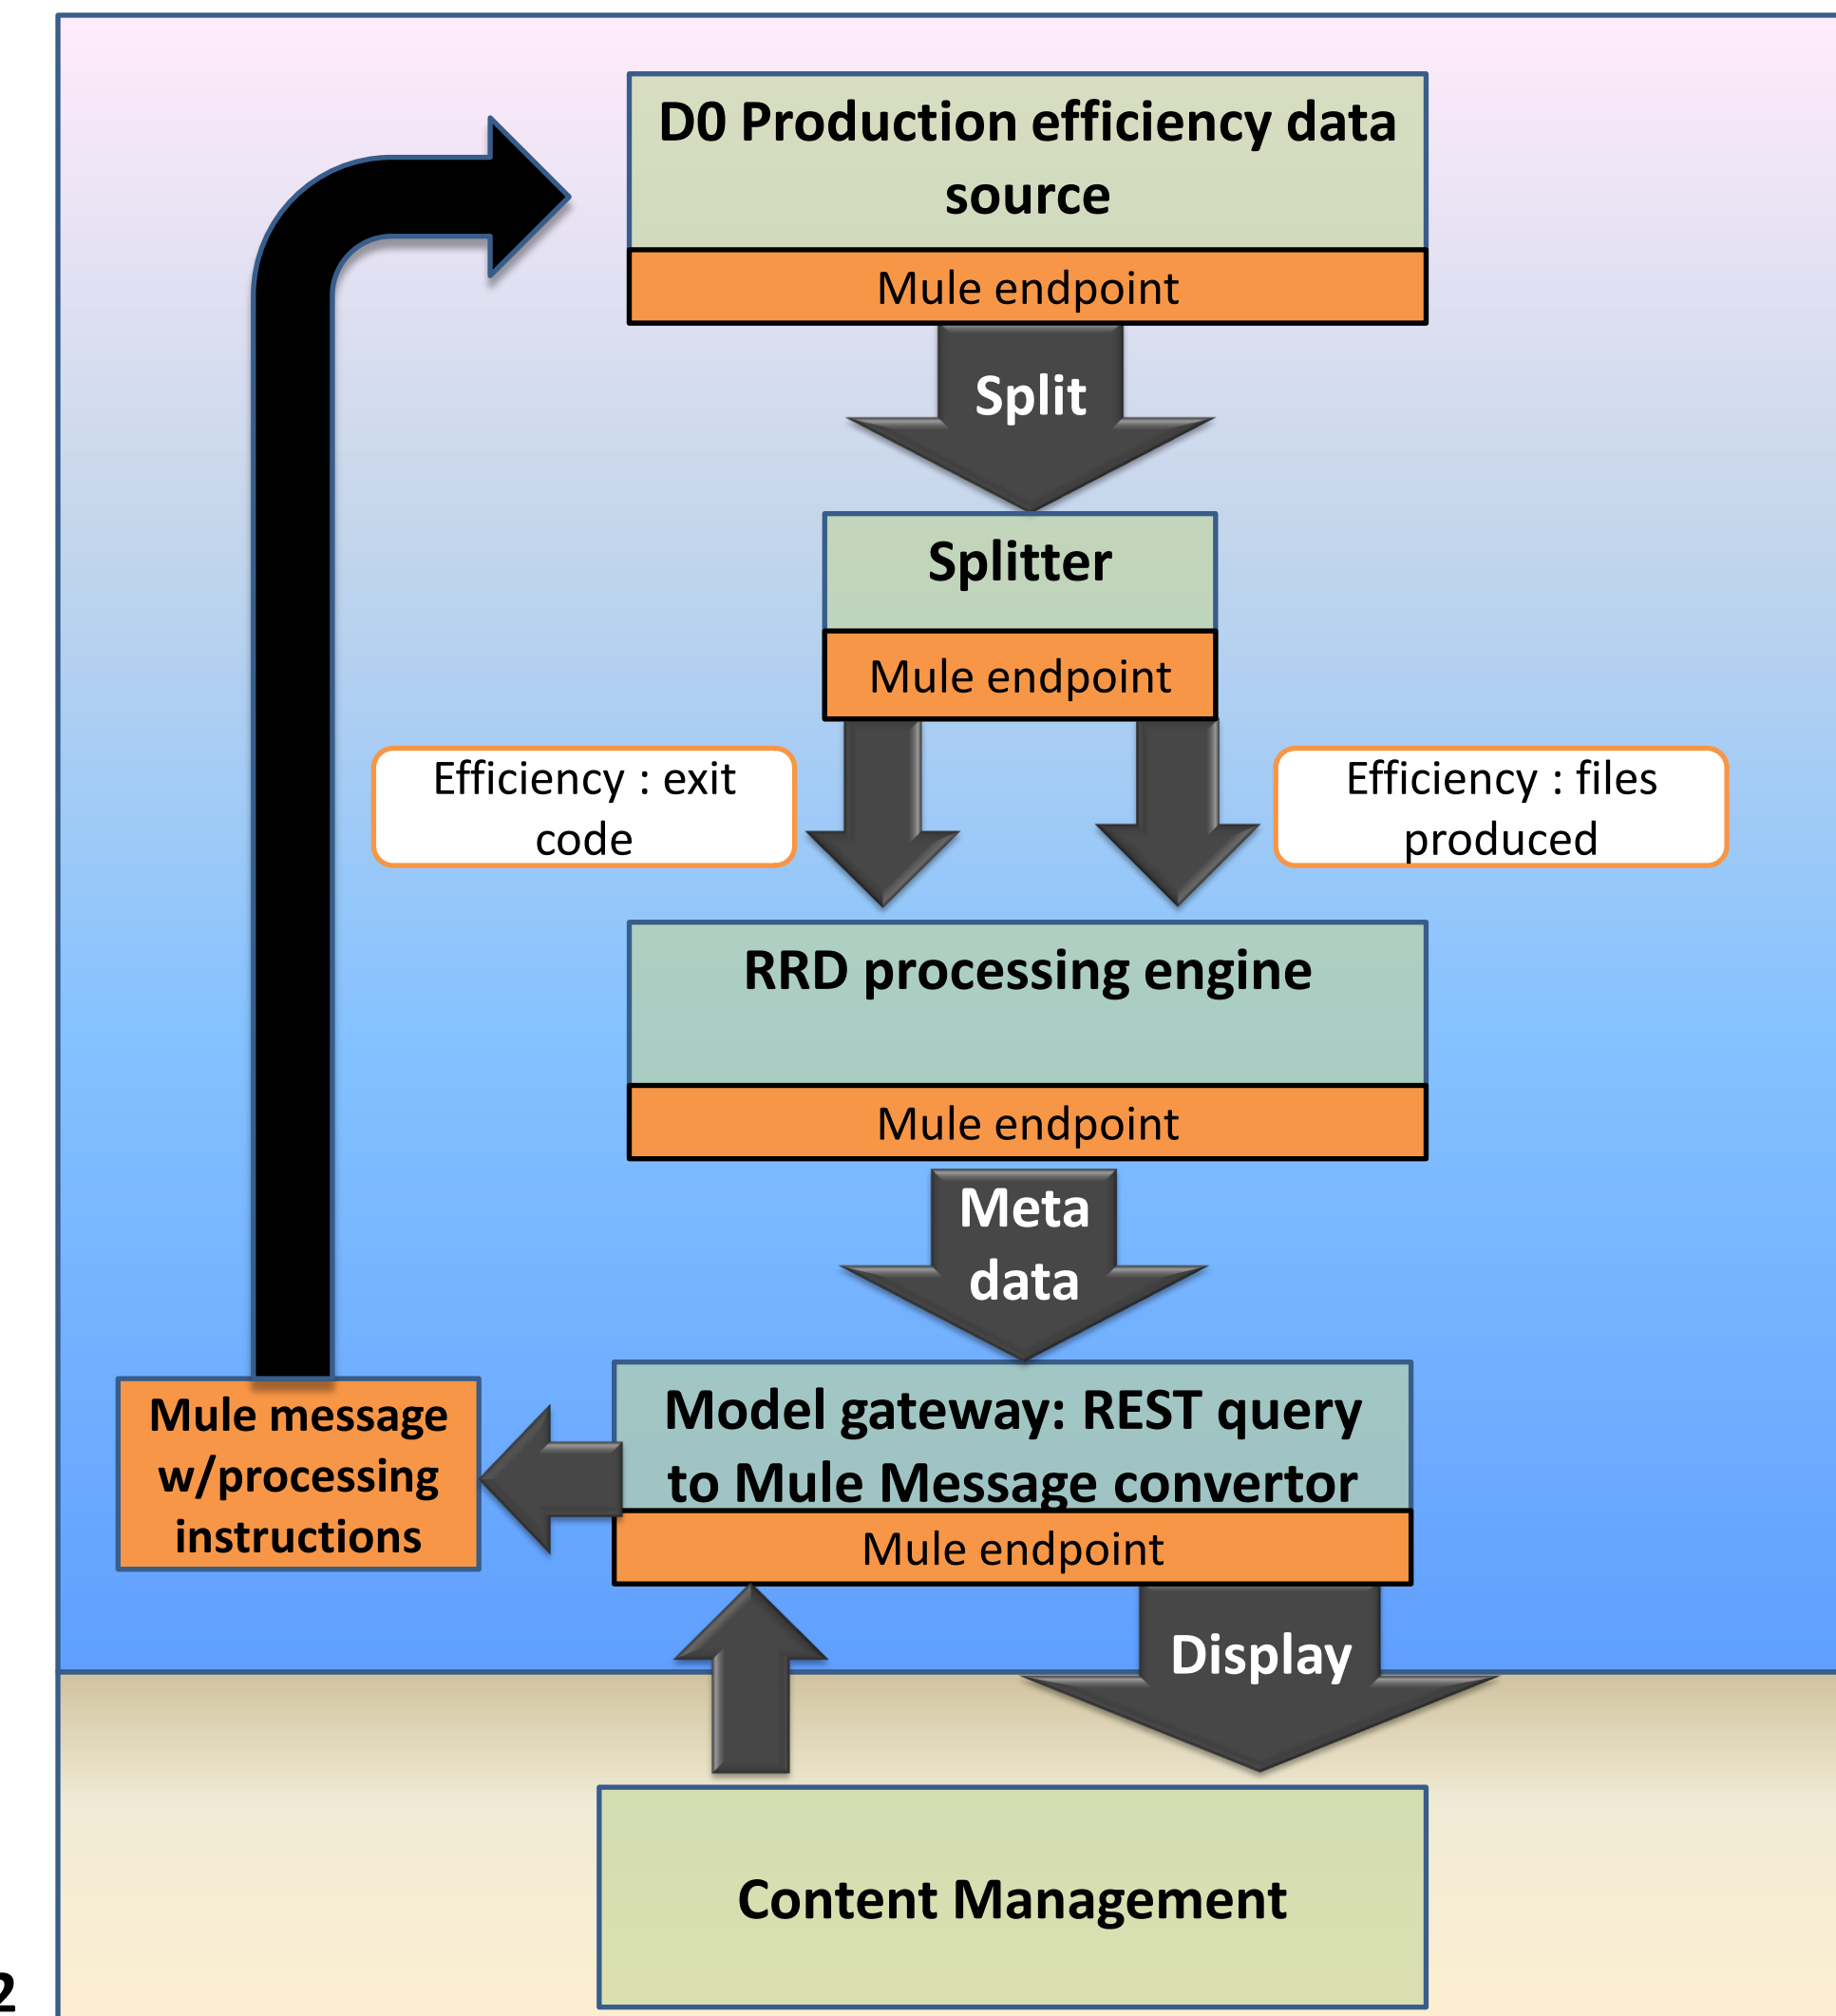 D0 Production efficiency data
source
Mule endpoint
Split
Splitter
Mule endpoint
Efficiency : exit
code
Efficiency : files
produced
RRD processing engine
Mule endpoint
Meta
data
Model gateway: REST query
to Mule Message convertor
Mule endpoint
Mule message
w/processing
instructions
Display
Content Management
2